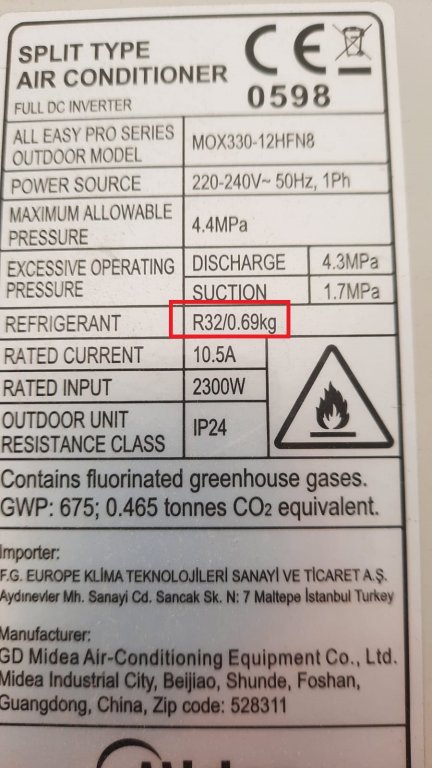 SPLIT TYPE
AIR CONDITIONER
FULL DC INVERTER
CE
0598
ALL EASY PRO SERIES
OUTDOOR MODEL
MOX330-12HFN8
POWER SOURCE
220-240V~ 50Hz, 1Ph
MAXIMUM ALLOWABLE
PRESSURE
4.4MPa
EXCESSIVE OPERATING
PRESSURE
DISCHARGE
4.3MPa
SUCTION
1.7MPa
REFRIGERANT
R32/0.69kg
RATED CURRENT
10.5A
RATED INPUT
2300W
OUTDOOR UNIT
RESISTANCE CLASS
IP24
Contains fluorinated greenhouse gases.
GWP: 675; 0.465 tonnes CO₂ equivalent.
Importer:
F.G. EUROPE KLİMA TEKNOLOJİLERİ SANAYİ VE TİCARET A.Ş.
Aydınevler Mh. Sanayi Cd. Sancak Sk. N: 7 Maltepe İstanbul Turkey
Manufacturer:
GD Midea Air-Conditioning Equipment Co., Ltd.
Midea Industrial City, Beijiao, Shunde, Foshan,
Guangdong, China, Zip code: 528311